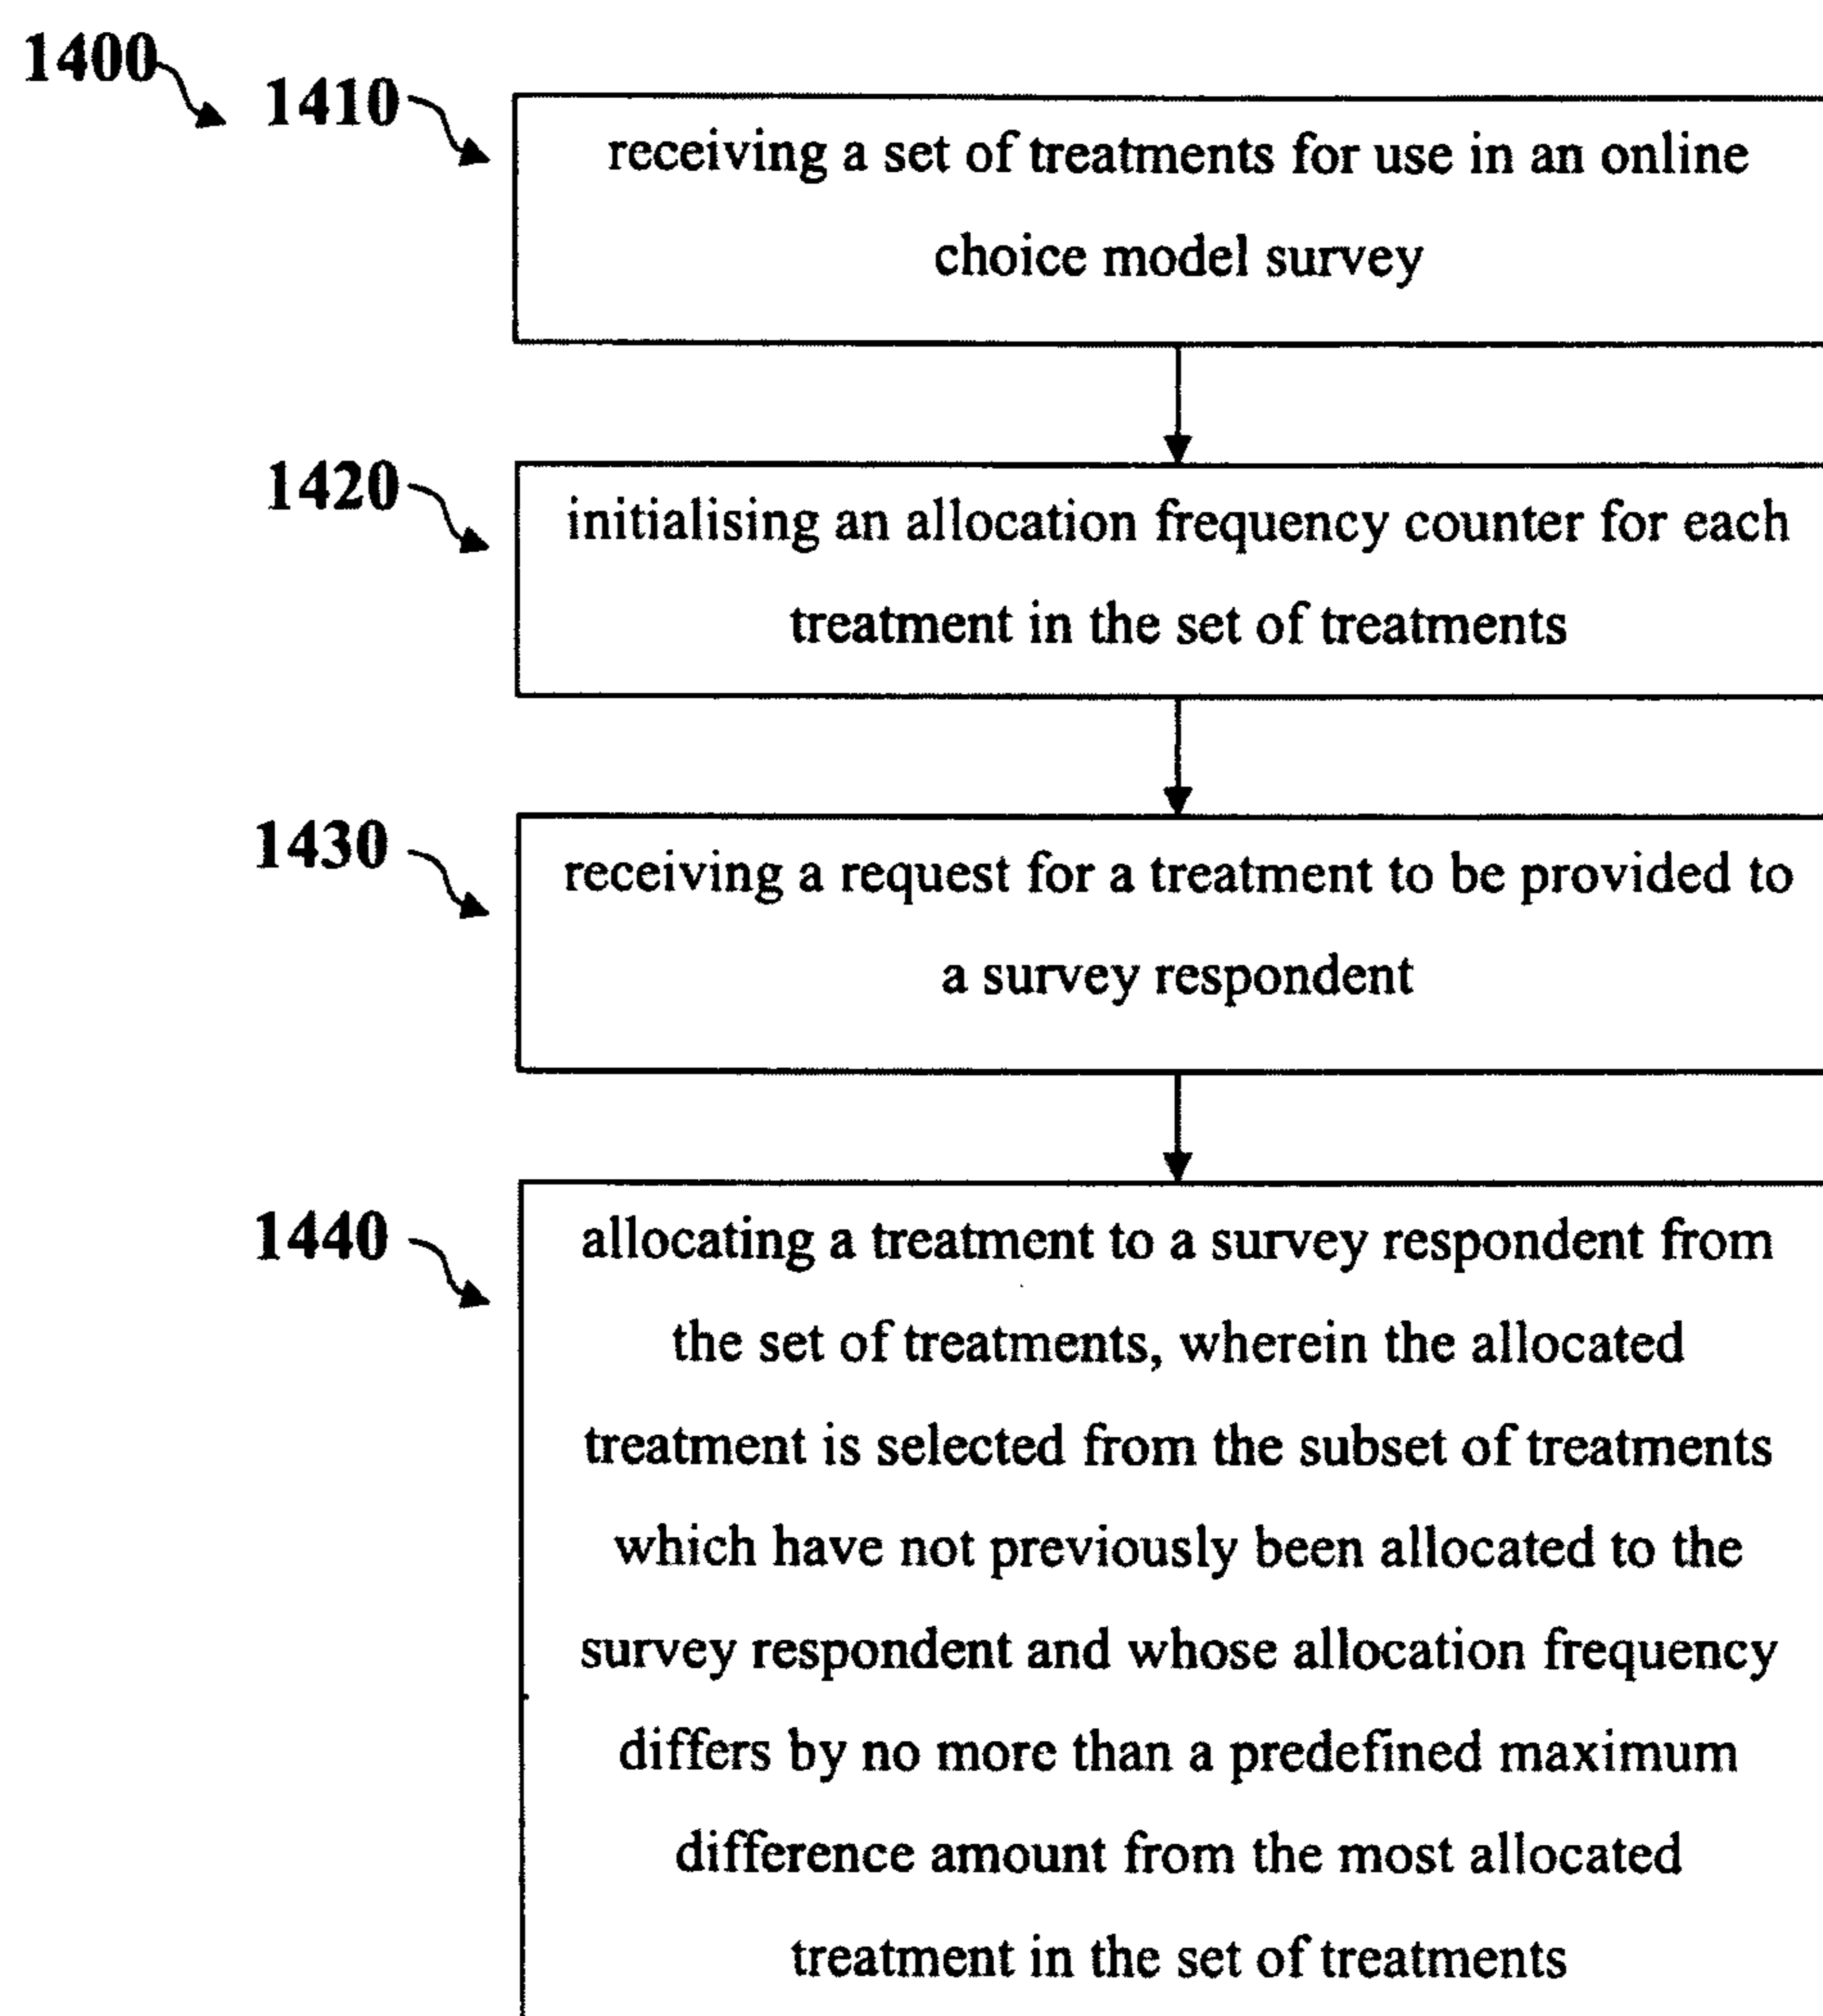 1400
1410
receiving a set of treatments for use in an online
choice model survey
1420
initialising an allocation frequency counter for each
treatment in the set of treatments
1430
receiving a request for a treatment to be provided to
a survey respondent
1440
allocating a treatment to a survey respondent from
the set of treatments, wherein the allocated
treatment is selected from the subset of treatments
which have not previously been allocated to the
survey respondent and whose allocation frequency
differs by no more than a predefined maximum
difference amount from the most allocated
treatment in the set of treatments